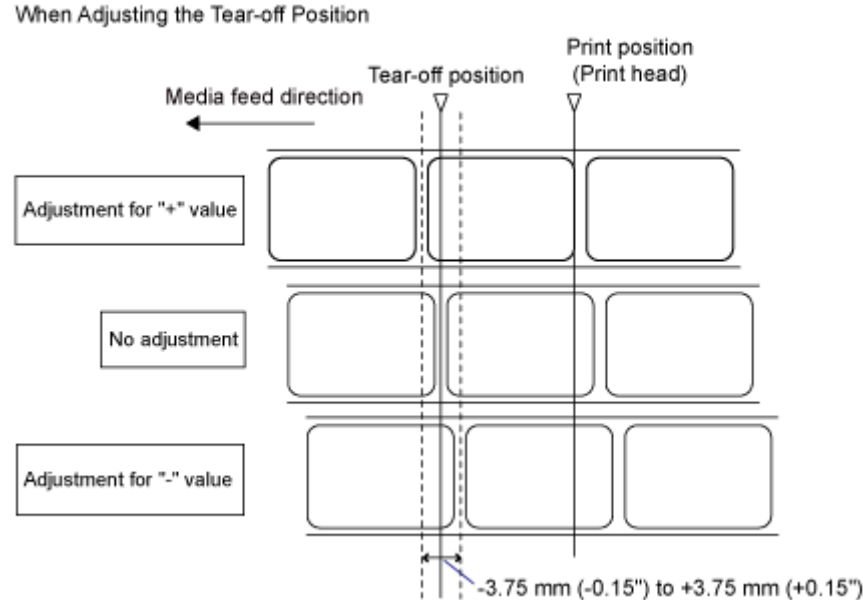 When Adjusting the Tear-off Position
Print position
(Print head)
Tear-off position
Media feed direction
Adjustment for "+" value
No adjustment
Adjustment for "-" value
-3.75 mm (-0.15") to +3.75 mm (+0.15")